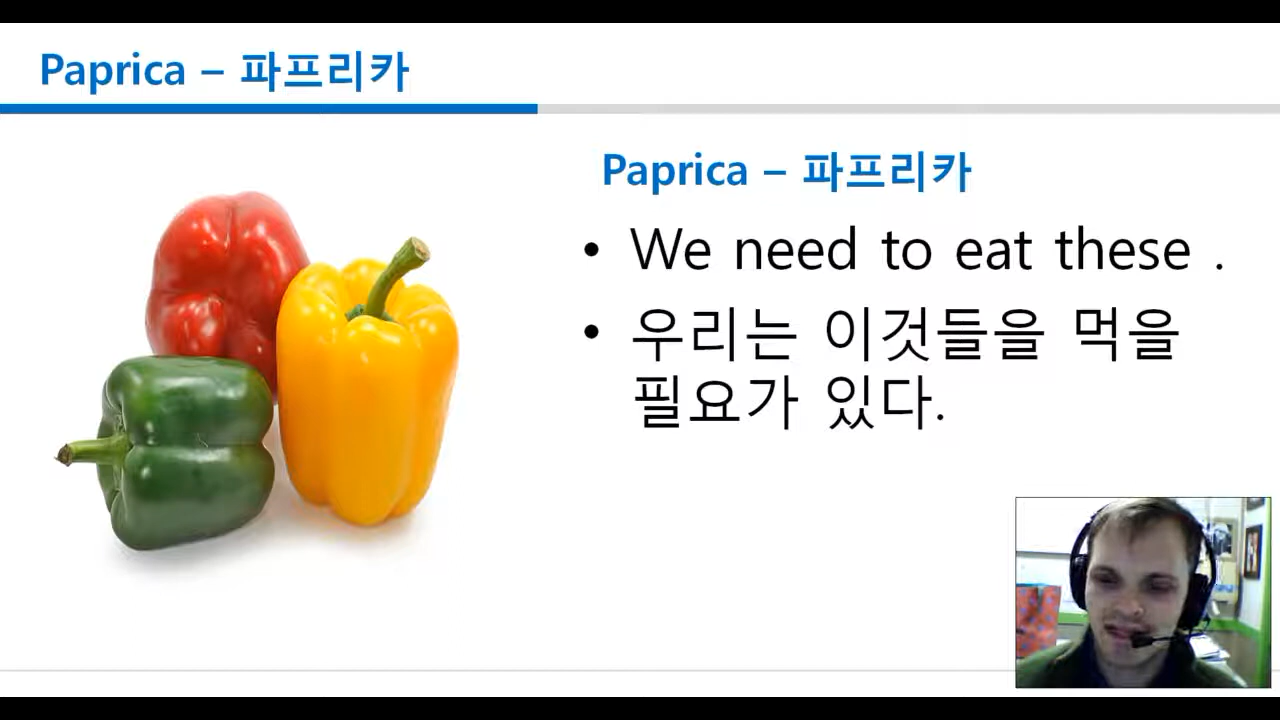 Paprica – 파프리카
Paprica – 파프리카
• We need to eat these .
• 우리는 이것들을 먹을
필요가 있다.